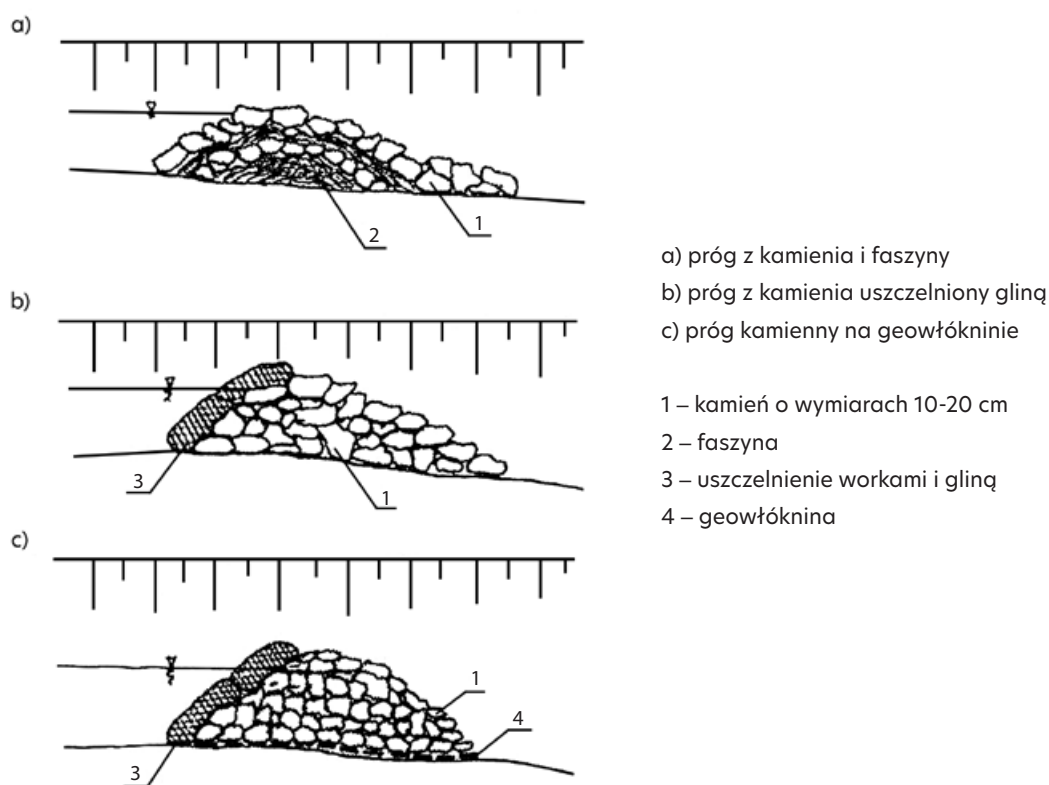 a)
2
1
b)
3
1
c)
1
4
3
a) próg z kamienia i faszyny
b) próg z kamienia uszczelniony gliną
c) próg kamienny na geowłókninie
1 – kamień o wymiarach 10-20 cm
2 – faszyna
3 – uszczelnienie workami i gliną
4 – geowłóknina